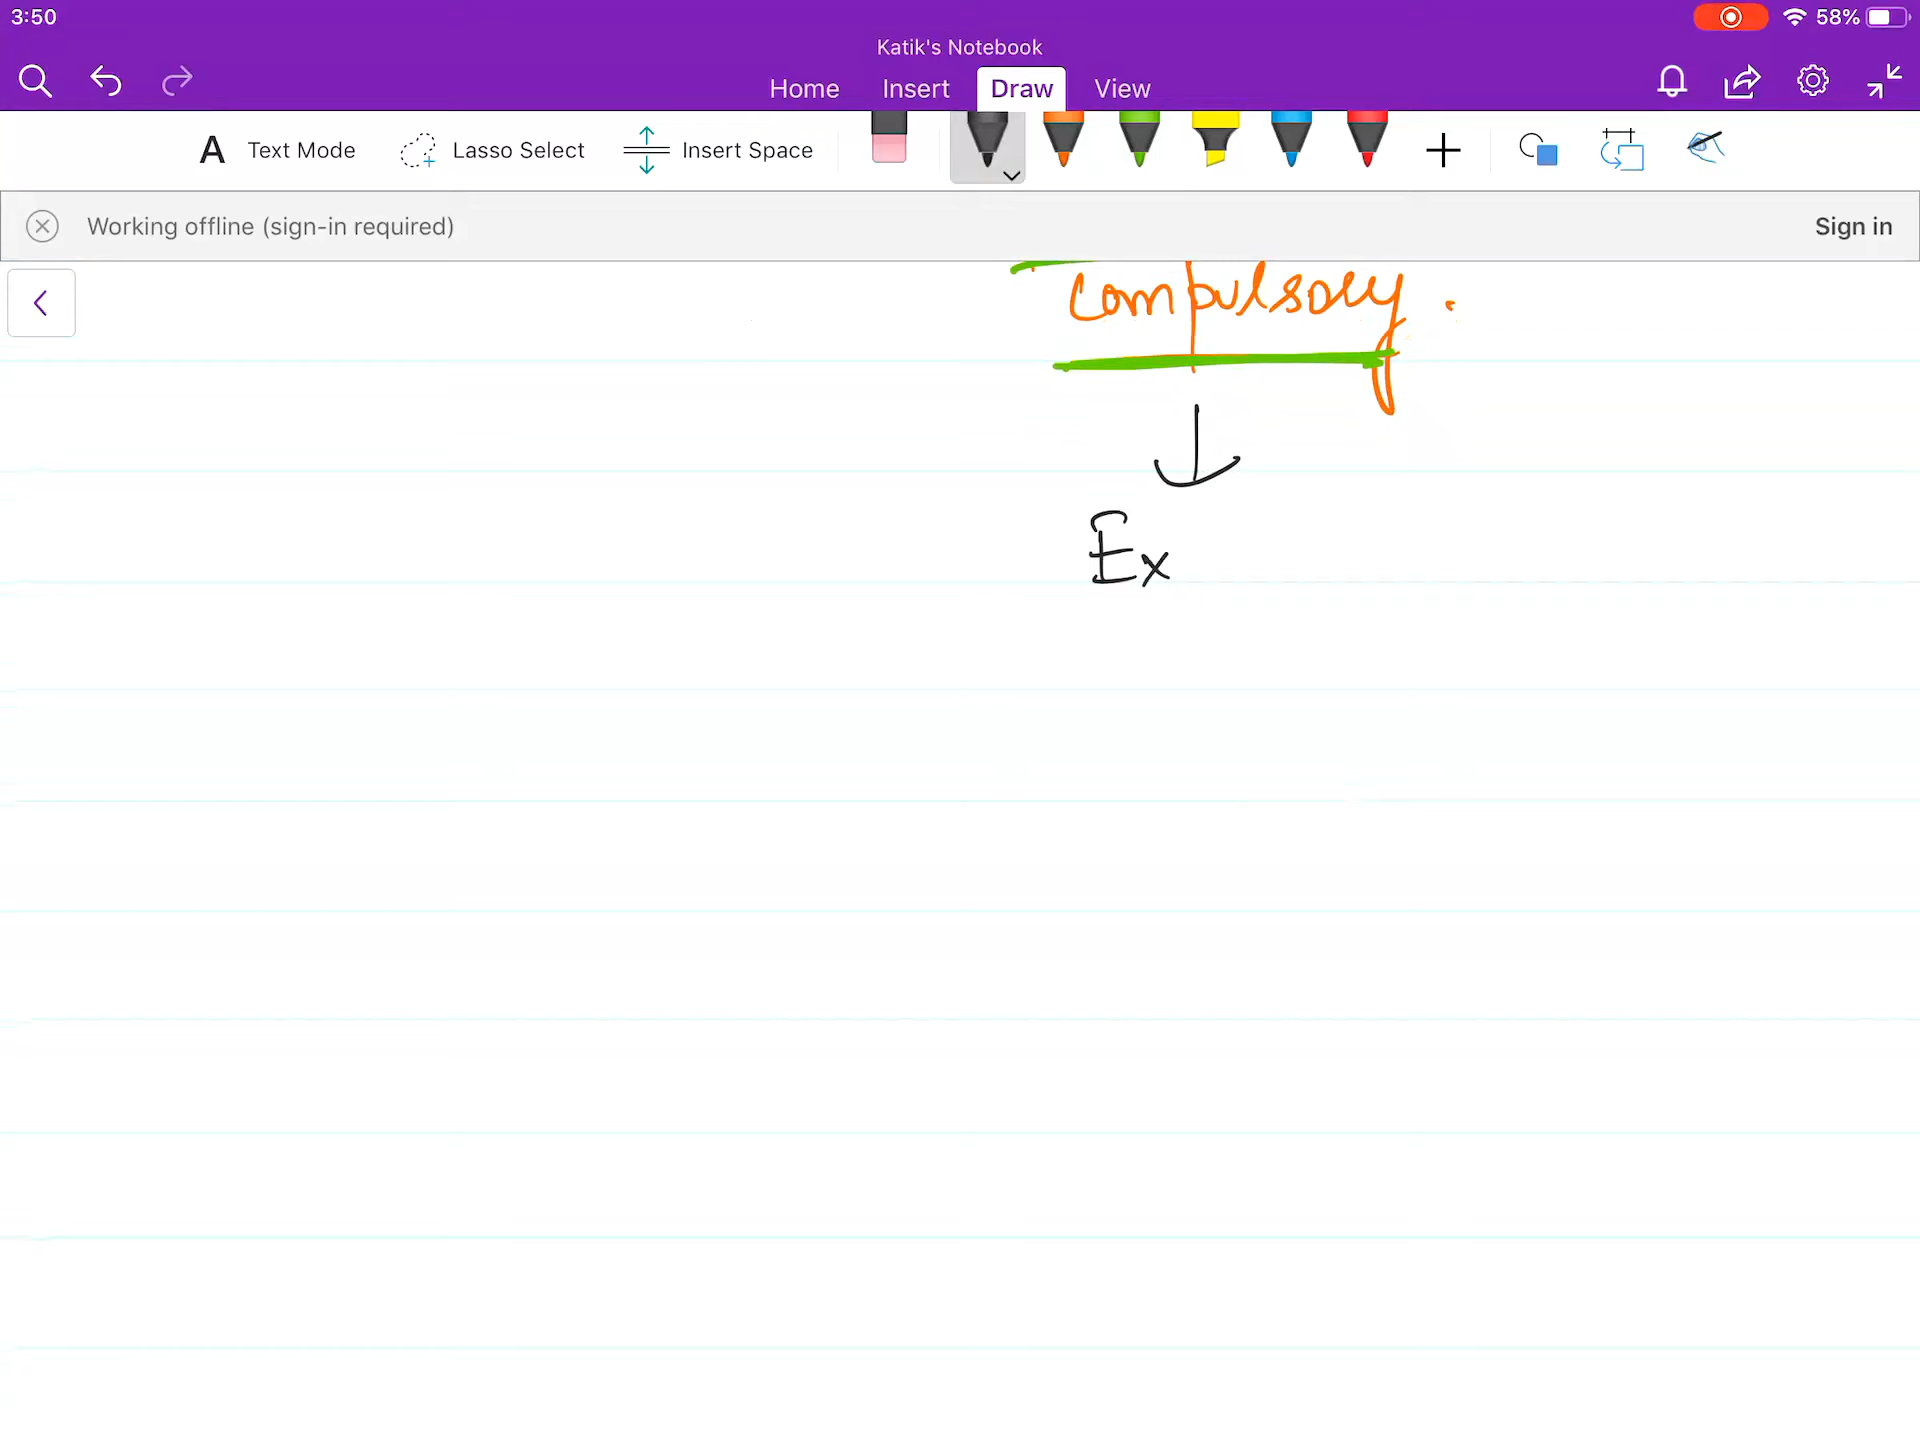 3:50
58%
Katik's Notebook
Home Insert Draw View
A Text Mode Lasso Select Insert Space
Working offline (sign-in required) Sign in
compulsory.
Ex